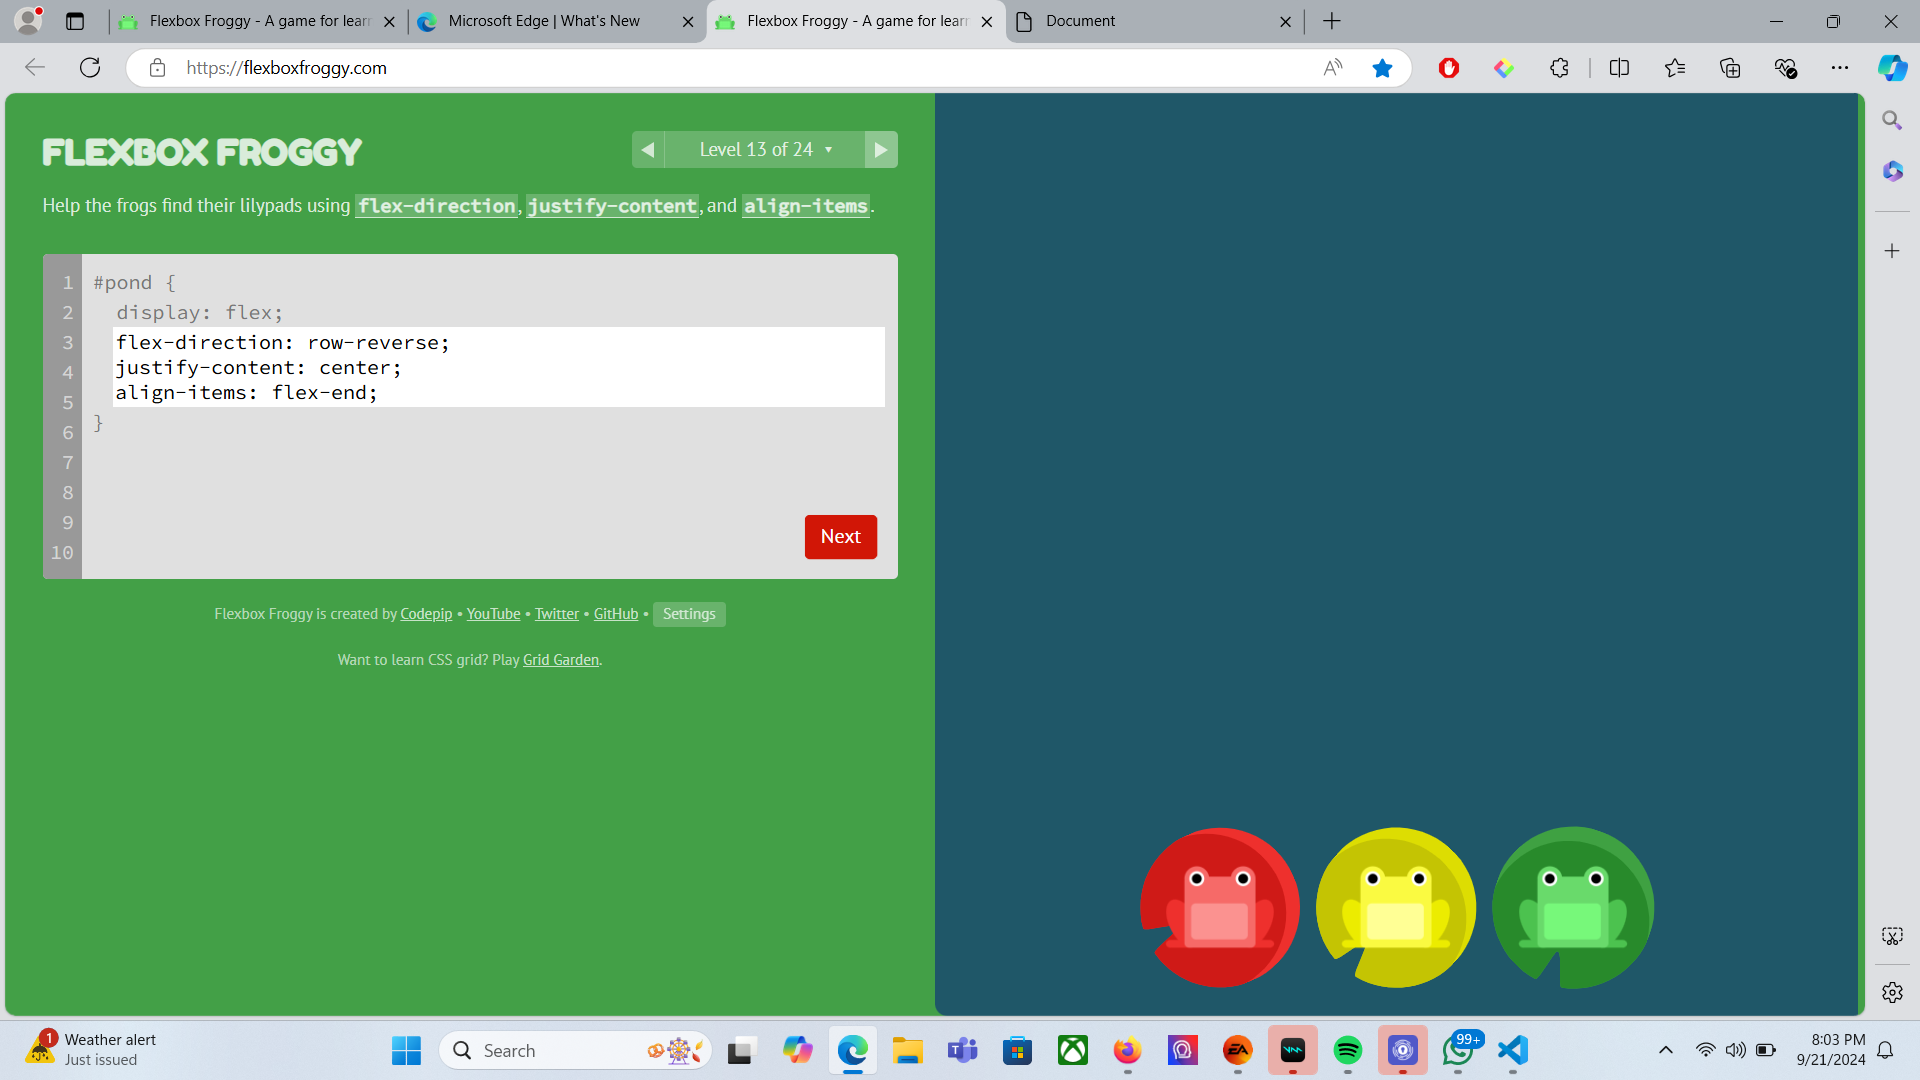 Flexbox Froggy - A game for lear
Microsoft Edge | What's New
Flexbox Froggy - A game for lear
Document
https://flexboxfroggy.com
FLEXBOX FROGGY
Level 13 of 24
Help the frogs find their lilypads using flex-direction, justify-content, and align-items.
1
2
3
4
5
6
7
8
9
10
#pond {
display: flex;
flex-direction: row-reverse;
justify-content: center;
align-items: flex-end;
}
Next
Flexbox Froggy is created by Codepip • YouTube • Twitter • GitHub • Settings
Want to learn CSS grid? Play Grid Garden.
1
Weather alert
Just issued
Search
EA
99+
8:03 PM
9/21/2024